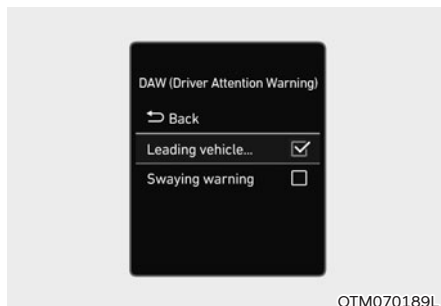 DAW (Driver Attention Warning)
Back
Leading vehicle...
Swaying warning
OTM070189L